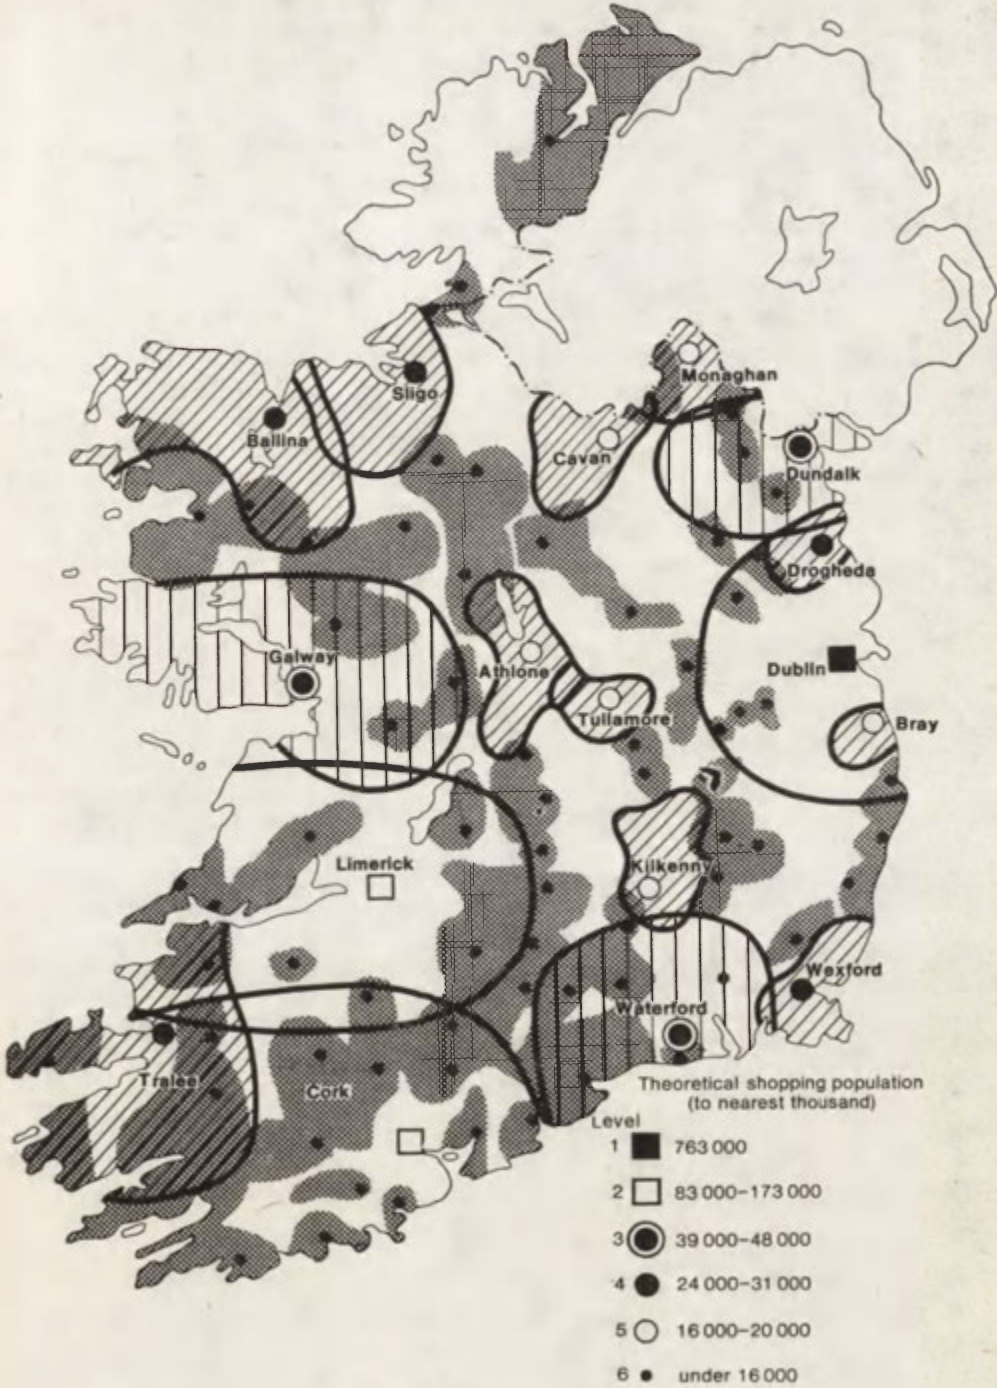 Monaghan
Sligo
Ballina
Cavan
Dundalk
Drogheda
Galway
Athlone
Dublin
Tullamore
Bray
Limerick
Kilkenny
Wexford
Waterford
Tralee
Cork
Theoretical shopping population
(to nearest thousand)
Level
1 763 000
2 83 000–173 000
3 39 000–48 000
4 24 000–31 000
5 16 000–20 000
6 under 16 000